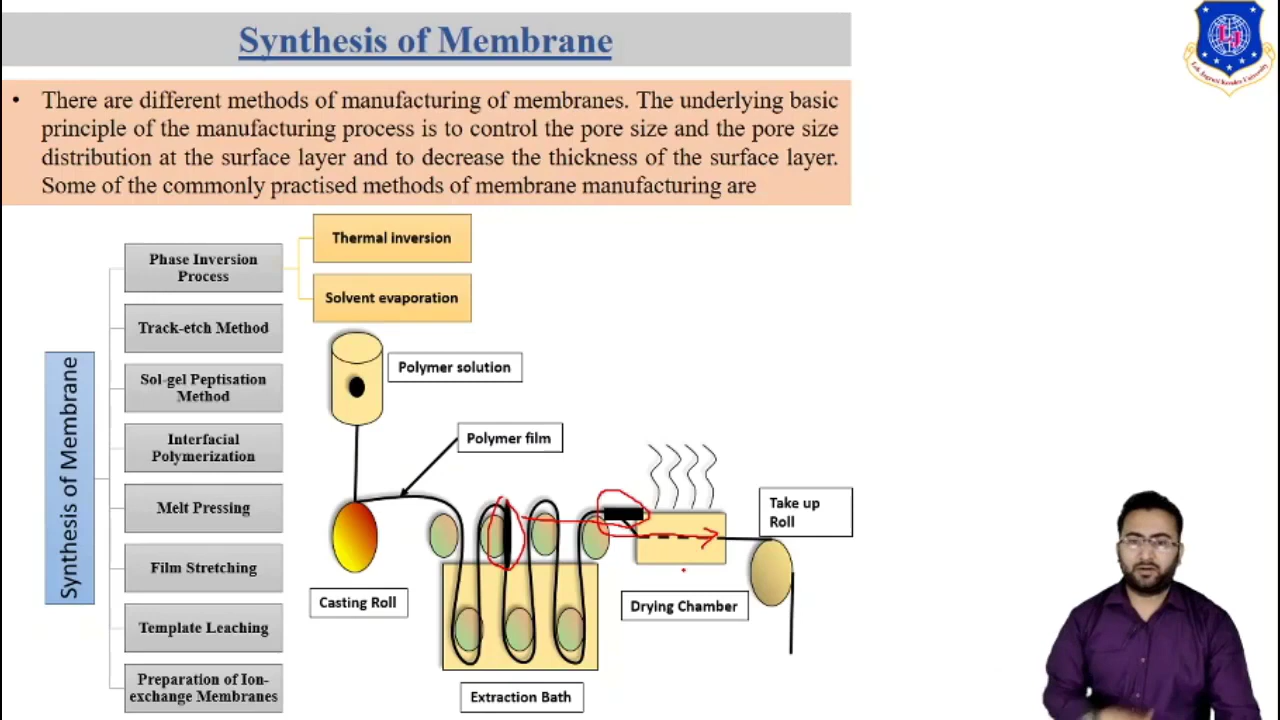 Synthesis of Membrane
• There are different methods of manufacturing of membranes. The underlying basic
principle of the manufacturing process is to control the pore size and the pore size
distribution at the surface layer and to decrease the thickness of the surface layer.
Some of the commonly practised methods of membrane manufacturing are
Synthesis of Membrane
Phase Inversion
Process
Thermal inversion
Solvent evaporation
Track-etch Method
Sol-gel Peptisation
Method
Interfacial
Polymerization
Melt Pressing
Film Stretching
Template Leaching
Preparation of Ion-
exchange Membranes
Polymer solution
Polymer film
Casting Roll
Extraction Bath
Drying Chamber
Take up
Roll